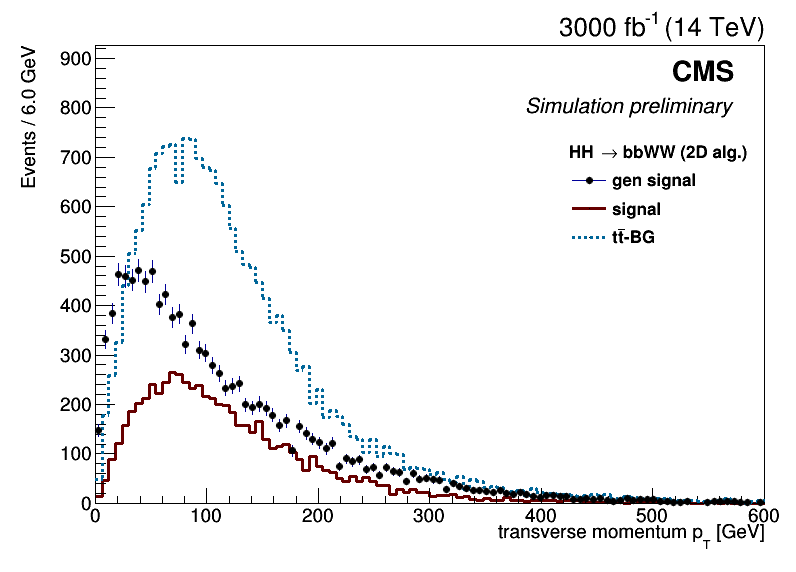 3000 fb⁻¹ (14 TeV)
Events / 6.0 GeV
900
800
700
600
500
400
300
200
100
0
CMS
Simulation preliminary
HH → bbWW (2D alg.)
gen signal
signal
tt̄-BG
0 100 200 300 400 500 600
transverse momentum p_T [GeV]